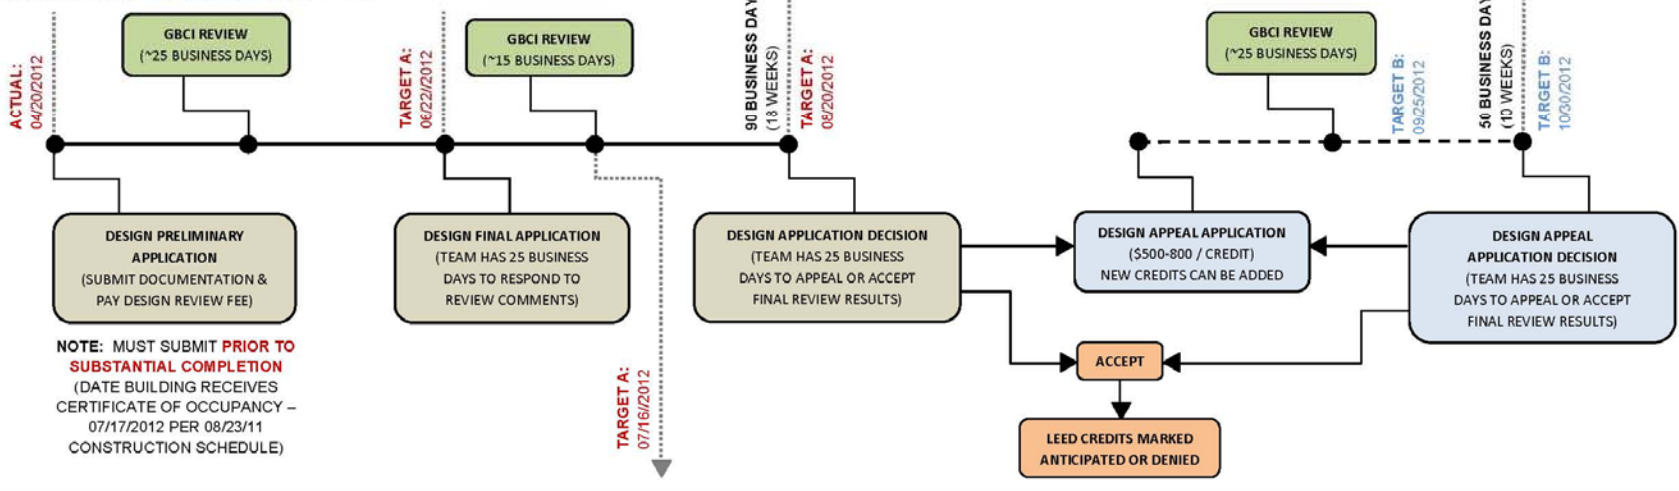 ACTUAL:
04/20/2012
GBCI REVIEW
(~25 BUSINESS DAYS)
TARGET A:
06/22//2012
GBCI REVIEW
(~15 BUSINESS DAYS)
90 BUSINESS DAY
(18 WEEKS)
TARGET A:
08/20/2012
GBCI REVIEW
(~25 BUSINESS DAYS)
TARGET B:
09/25/2012
50 BUSINESS DAY
(10 WEEKS)
TARGET B:
10/30/2012
DESIGN PRELIMINARY
APPLICATION
(SUBMIT DOCUMENTATION &
PAY DESIGN REVIEW FEE)
DESIGN FINAL APPLICATION
(TEAM HAS 25 BUSINESS
DAYS TO RESPOND TO
REVIEW COMMENTS)
DESIGN APPLICATION DECISION
(TEAM HAS 25 BUSINESS
DAYS TO APPEAL OR ACCEPT
FINAL REVIEW RESULTS)
DESIGN APPEAL APPLICATION
($500-800 / CREDIT)
NEW CREDITS CAN BE ADDED
DESIGN APPEAL
APPLICATION DECISION
(TEAM HAS 25 BUSINESS
DAYS TO APPEAL OR ACCEPT
FINAL REVIEW RESULTS)
NOTE: MUST SUBMIT PRIOR TO
SUBSTANTIAL COMPLETION
(DATE BUILDING RECEIVES
CERTIFICATE OF OCCUPANCY –
07/17/2012 PER 08/23/11
CONSTRUCTION SCHEDULE)
TARGET A:
07/16//2012
ACCEPT
LEED CREDITS MARKED
ANTICIPATED OR DENIED